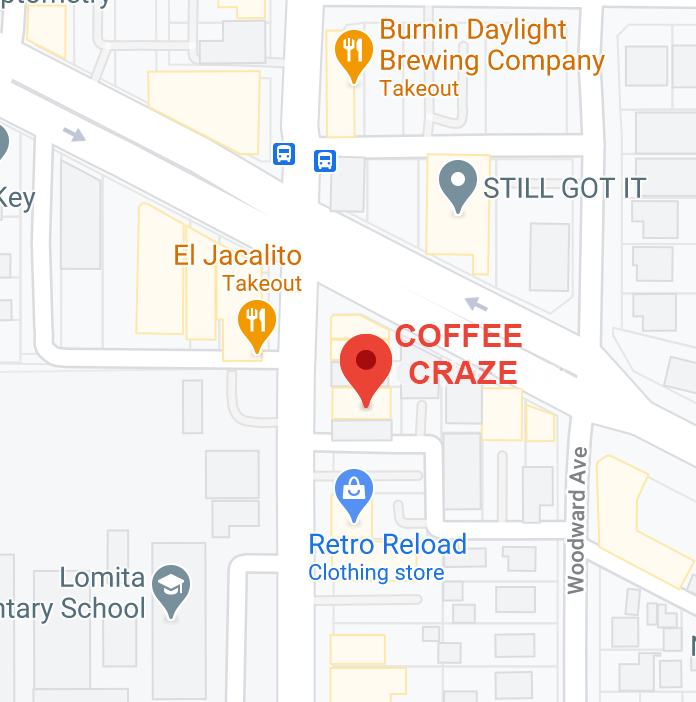 Burnin Daylight
Brewing Company
Takeout
Key
STILL GOT IT
El Jacalito
Takeout
COFFEE
CRAZE
Woodward Ave
Retro Reload
Clothing store
Lomita
ntary School